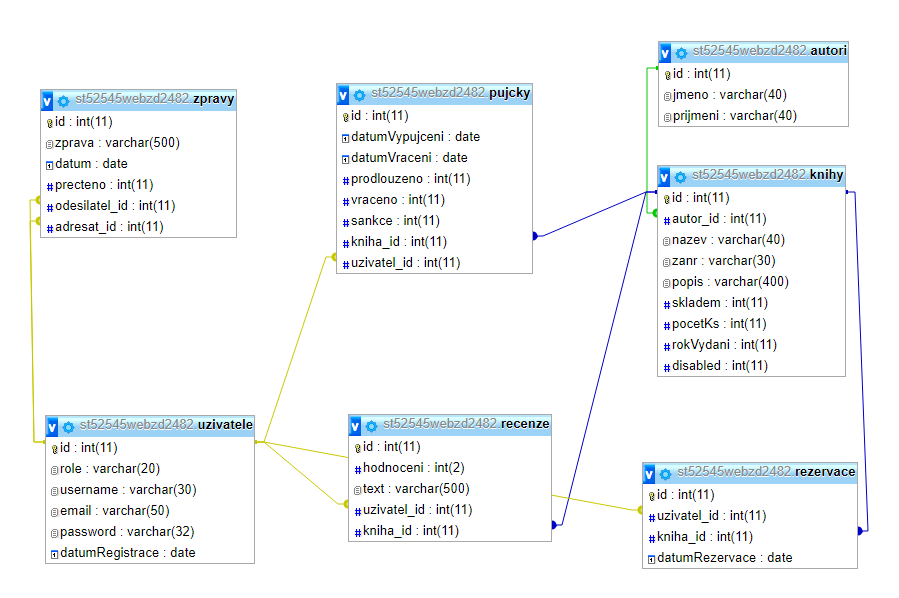 st52545webzd2482.zpravy
id : int(11)
zprava : varchar(500)
datum : date
precteno : int(11)
odesilatel_id : int(11)
adresat_id : int(11)
st52545webzd2482.pujcky
id : int(11)
datumVypujceni : date
datumVraceni : date
prodlouzeno : int(11)
vraceno : int(11)
sankce : int(11)
kniha_id : int(11)
uzivatel_id : int(11)
st52545webzd2482.autori
id : int(11)
jmeno : varchar(40)
prijmeni : varchar(40)
st52545webzd2482.knihy
id : int(11)
autor_id : int(11)
nazev : varchar(40)
zanr : varchar(30)
popis : varchar(400)
skladem : int(11)
pocetKs : int(11)
rokVydani : int(11)
disabled : int(11)
st52545webzd2482.uzivatele
id : int(11)
role : varchar(20)
username : varchar(30)
email : varchar(50)
password : varchar(32)
datumRegistrace : date
st52545webzd2482.recenze
id : int(11)
hodnoceni : int(2)
text : varchar(500)
uzivatel_id : int(11)
kniha_id : int(11)
st52545webzd2482.rezervace
id : int(11)
uzivatel_id : int(11)
kniha_id : int(11)
datumRezervace : date